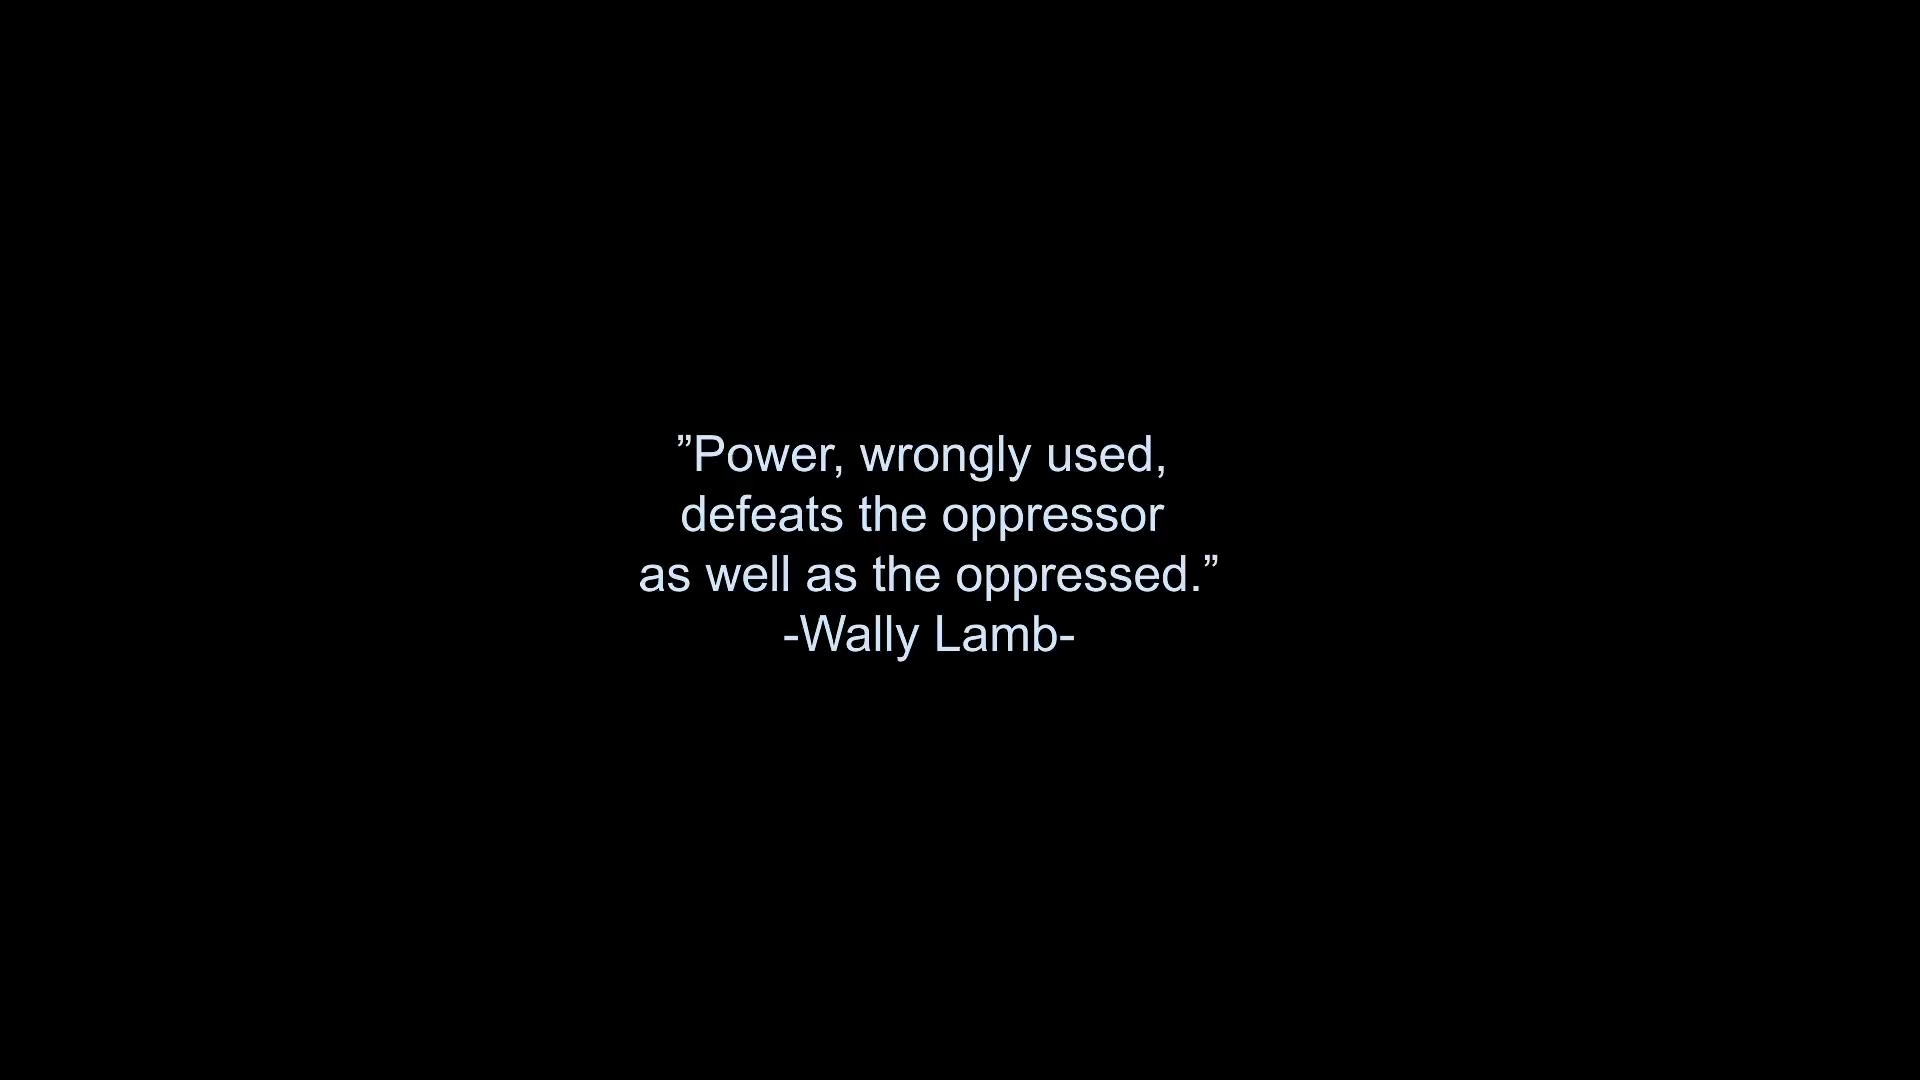 ”Power, wrongly used,
defeats the oppressor
as well as the oppressed.”
-Wally Lamb-